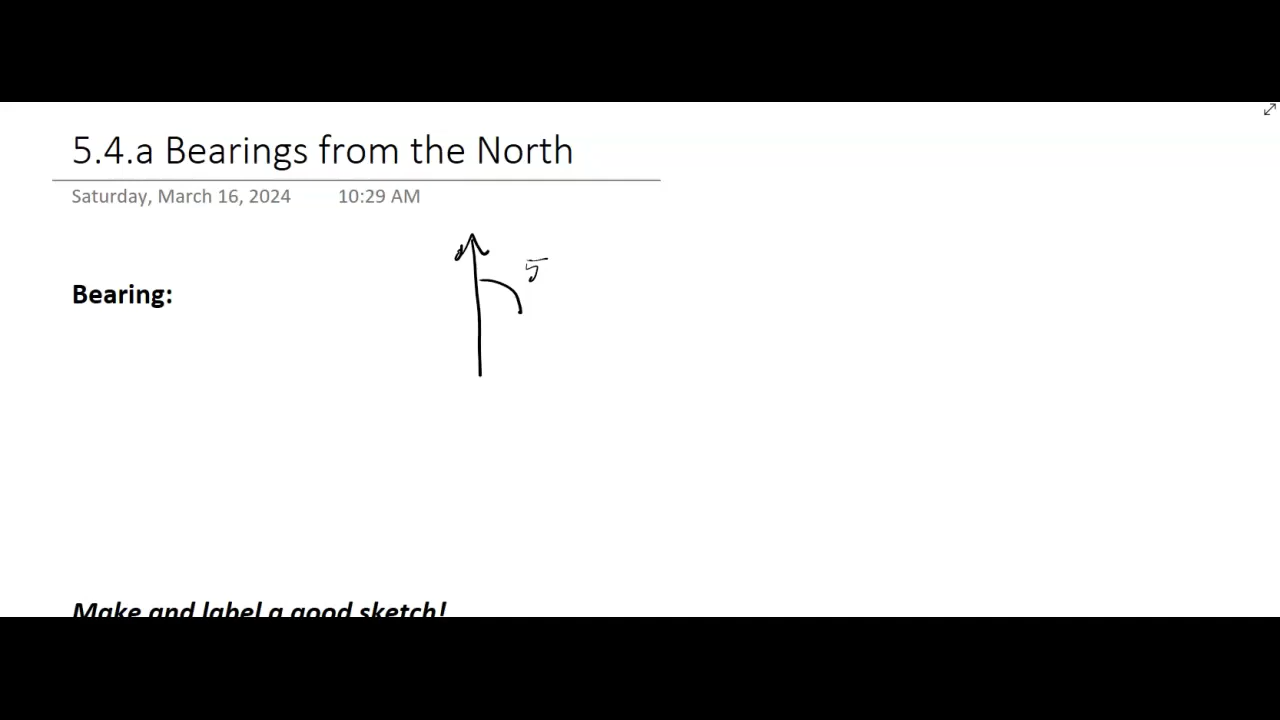 5.4.a Bearings from the North
Saturday, March 16, 2024 10:29 AM
5
Bearing:
Make and label a good sketch!